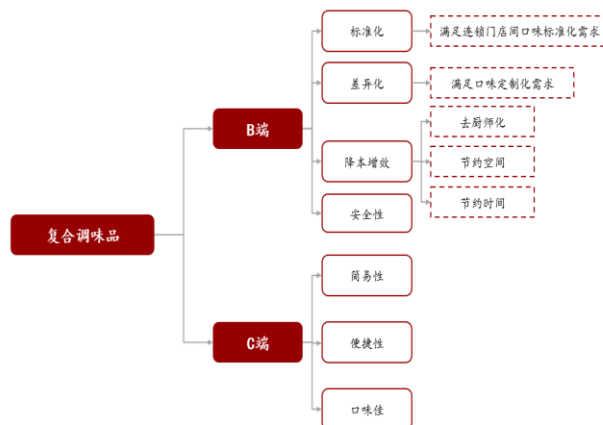 复合调味品
B端
标准化
满足连锁门店间口味标准化需求
差异化
满足口味定制化需求
降本增效
去厨师化
节约空间
节约时间
安全性
C端
简易性
便捷性
口味佳